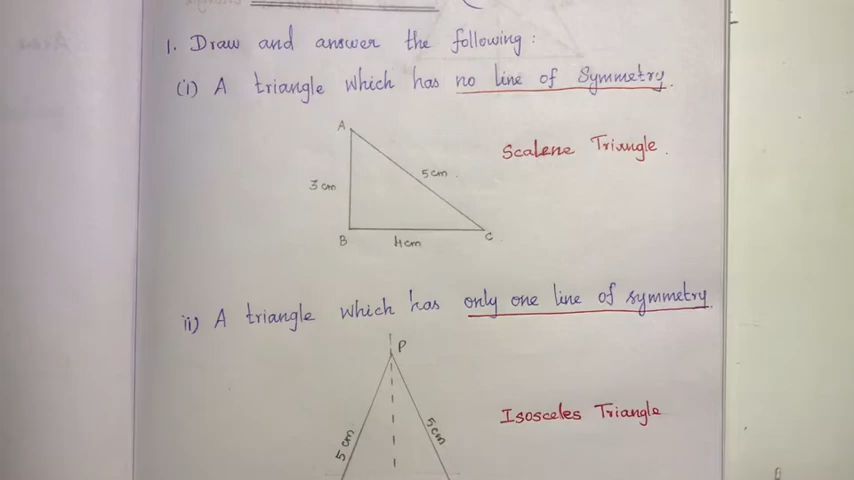 1. Draw and answer the following :
(i) A triangle which has no line of Symmetry.
A
Scalene Triangle.
5cm.
3 cm
B
4cm
C
ii) A triangle which has only one line of symmetry.
P
Isosceles Triangle
5 cm
5 cm